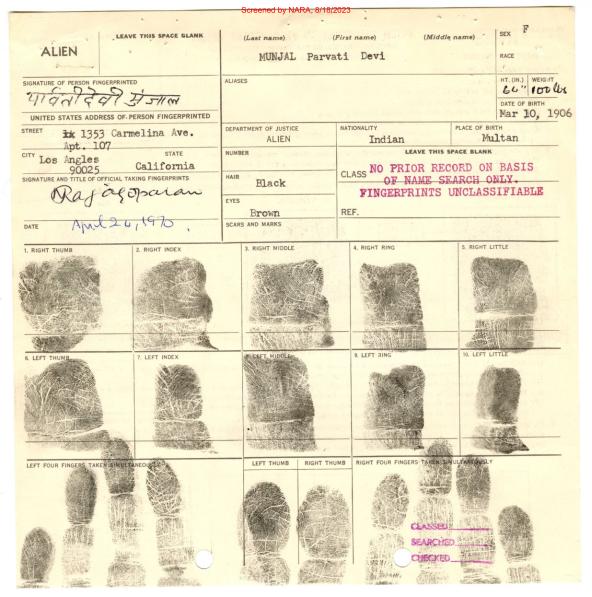 Screened by NARA, 8/18/2023
ALIEN
LEAVE THIS SPACE BLANK
(Last name) (First name) (Middle name)
MUNJAL Parvati Devi
SEX F
RACE
SIGNATURE OF PERSON FINGERPRINTED
पार्वती देवी मुंजाल
ALIASES
HT. (IN.) WEIGHT
64" 100 lbs
DATE OF BIRTH
Mar 10, 1906
UNITED STATES ADDRESS OF PERSON FINGERPRINTED
STREET 1353 Carmelina Ave.
Apt. 107
CITY STATE
Los Angles California
90025
DEPARTMENT OF JUSTICE
ALIEN
NATIONALITY
Indian
PLACE OF BIRTH
Multan
NUMBER
LEAVE THIS SPACE BLANK
SIGNATURE AND TITLE OF OFFICIAL TAKING FINGERPRINTS
HAIR
Black
EYES
Brown
CLASS
NO PRIOR RECORD ON BASIS
OF NAME SEARCH ONLY.
FINGERPRINTS UNCLASSIFIABLE
REF.
DATE April 24, 1970
SCARS AND MARKS
1. RIGHT THUMB
2. RIGHT INDEX
3. RIGHT MIDDLE
4. RIGHT RING
5. RIGHT LITTLE
6. LEFT THUMB
7. LEFT INDEX
8. LEFT MIDDLE
9. LEFT RING
10. LEFT LITTLE
LEFT FOUR FINGERS TAKEN SIMULTANEOUSLY
LEFT THUMB
RIGHT THUMB
RIGHT FOUR FINGERS TAKEN SIMULTANEOUSLY
CLASSED
SEARCHED
CHECKED